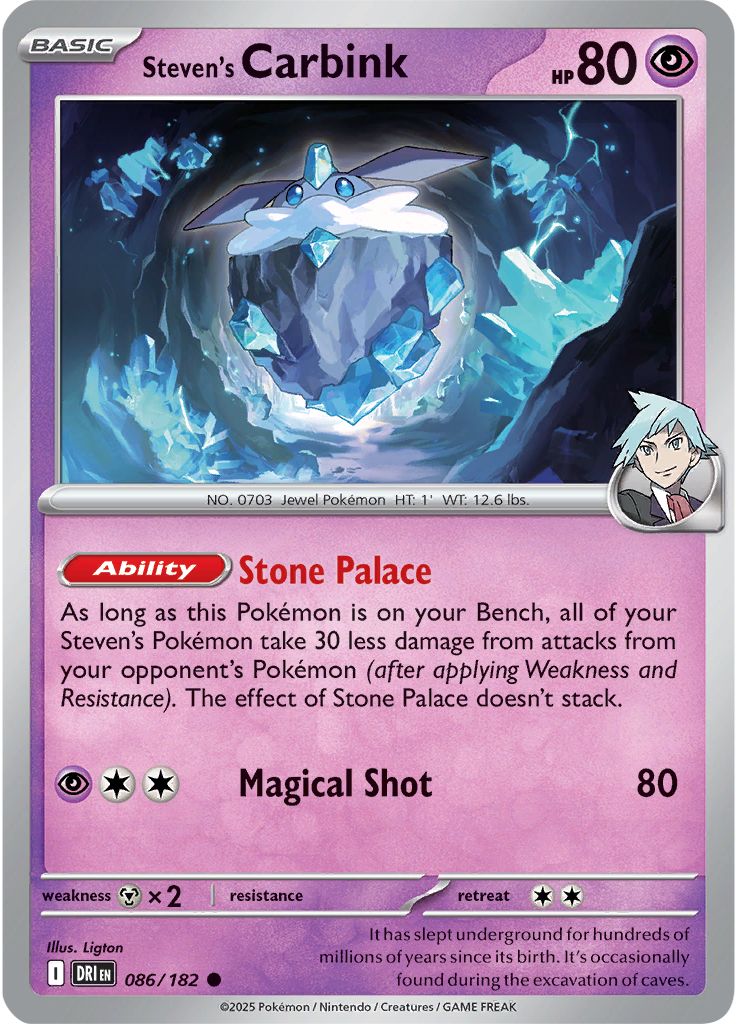 BASIC
Steven's Carbink
HP 80
NO. 0703 Jewel Pokémon HT: 1' WT: 12.6 lbs.
Ability Stone Palace
As long as this Pokémon is on your Bench, all of your
Steven's Pokémon take 30 less damage from attacks from
your opponent's Pokémon (after applying Weakness and
Resistance). The effect of Stone Palace doesn't stack.
Magical Shot 80
weakness ×2 resistance retreat
Illus. Ligton
It has slept underground for hundreds of
millions of years since its birth. It's occasionally
found during the excavation of caves.
I DRI EN 086/182
©2025 Pokémon / Nintendo / Creatures / GAME FREAK